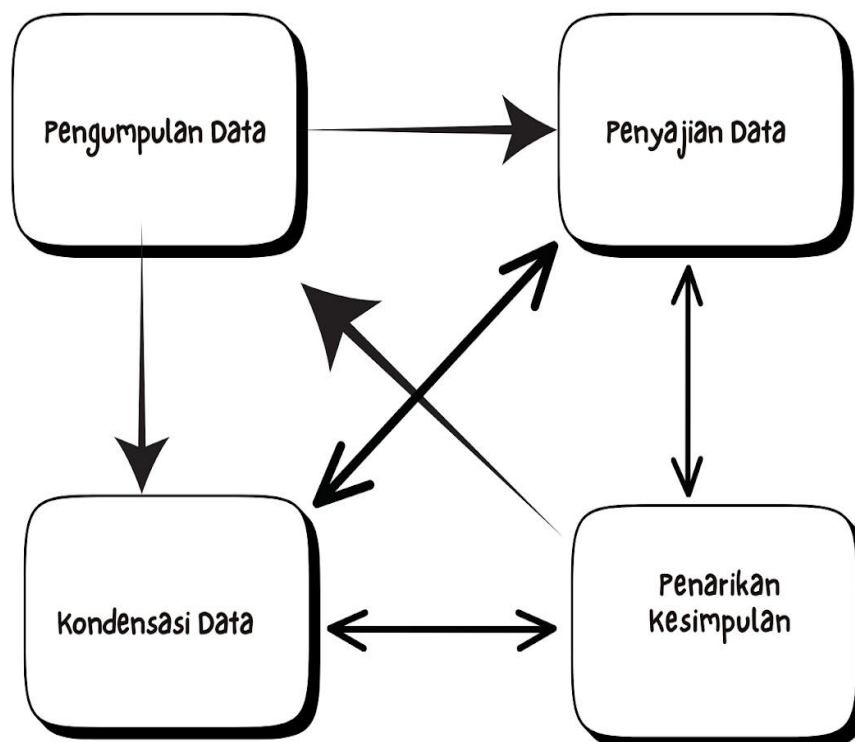 Pengumpulan Data
Penyajian Data
Kondensasi Data
Penarikan
Kesimpulan